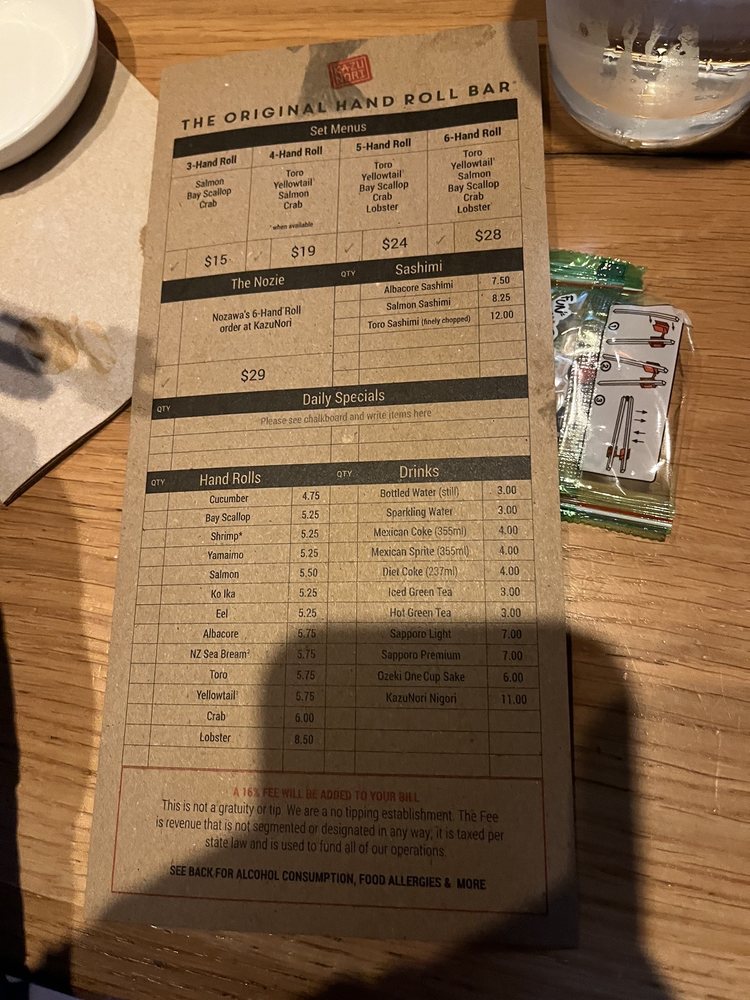 KAZU
NORI
THE ORIGINAL HAND ROLL BAR
Set Menus
3-Hand Roll
Salmon
Bay Scallop
Crab
$15
4-Hand Roll
Toro
Yellowtail
Salmon
Crab
when available
$19
5-Hand Roll
Toro
Yellowtail
Bay Scallop
Crab
Lobster
$24
6-Hand Roll
Toro
Yellowtail
Salmon
Bay Scallop
Crab
Lobster
$28
The Nozie
Nozawa's 6-Hand Roll
order at KazuNori
$29
QTY Sashimi
Albacore Sashimi 7.50
Salmon Sashimi 8.25
Toro Sashimi (finely chopped) 12.00
QTY Daily Specials
Please see chalkboard and write items here
QTY Hand Rolls
Cucumber 4.75
Bay Scallop 5.25
Shrimp* 5.25
Yamaimo 5.25
Salmon 5.50
Ko Ika 5.25
Eel 5.25
Albacore 5.75
NZ Sea Bream² 5.75
Toro 5.75
Yellowtail 5.75
Crab 6.00
Lobster 8.50
QTY Drinks
Bottled Water (still) 3.00
Sparkling Water 3.00
Mexican Coke (355ml) 4.00
Mexican Sprite (355ml) 4.00
Diet Coke (237ml) 4.00
Iced Green Tea 3.00
Hot Green Tea 3.00
Sapporo Light 7.00
Sapporo Premium 7.00
Ozeki One Cup Sake 6.00
KazuNori Nigori 11.00
A 16% FEE WILL BE ADDED TO YOUR BILL
This is not a gratuity or tip. We are a no tipping establishment. The Fee
is revenue that is not segmented or designated in any way; it is taxed per
state law and is used to fund all of our operations.
SEE BACK FOR ALCOHOL CONSUMPTION, FOOD ALLERGIES & MORE